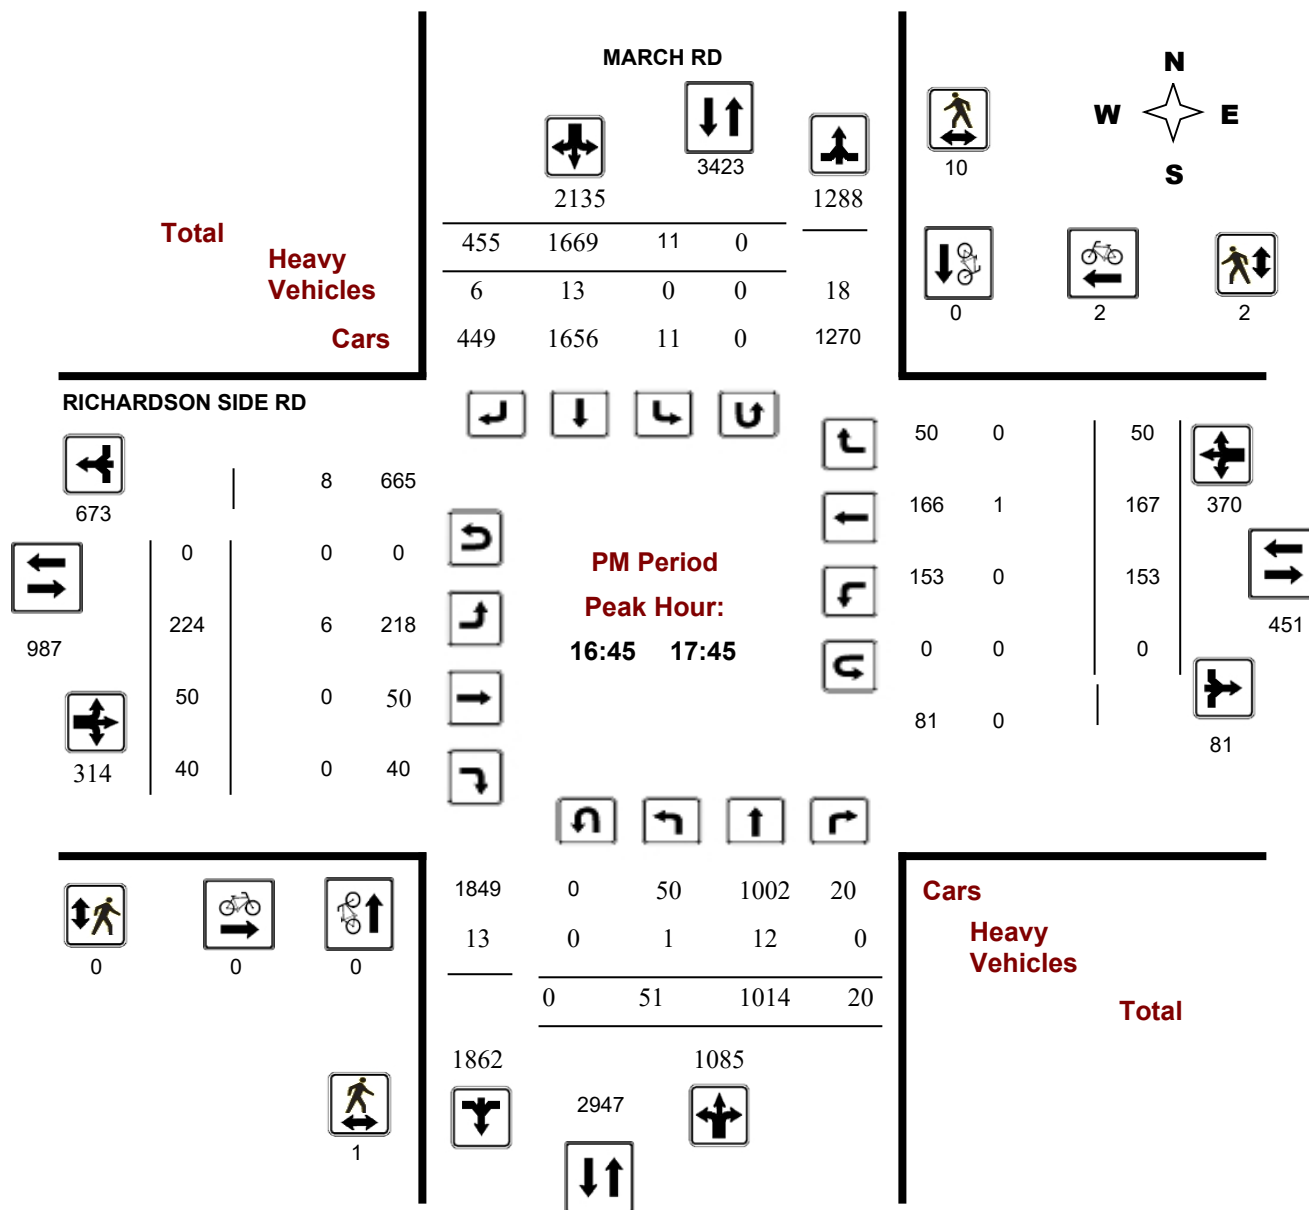 MARCH RD
N
W E
S
3423
10
2135 1288
Total 455 1669 11 0
Heavy
Vehicles 6 13 0 0 18
0 2 2
Cars 449 1656 11 0 1270
RICHARDSON SIDE RD
50 0 50
8 665
673 166 1 167 370
0 0 0
PM Period
153 0 153
Peak Hour:
224 6 218
451
987 16:45 17:45 0 0 0
50 0 50
81 0
81
314 40 0 40
1849 0 50 1002 20 Cars
13 0 1 12 0 Heavy
Vehicles
0 0 0
0 51 1014 20
Total
1862 1085
2947
1